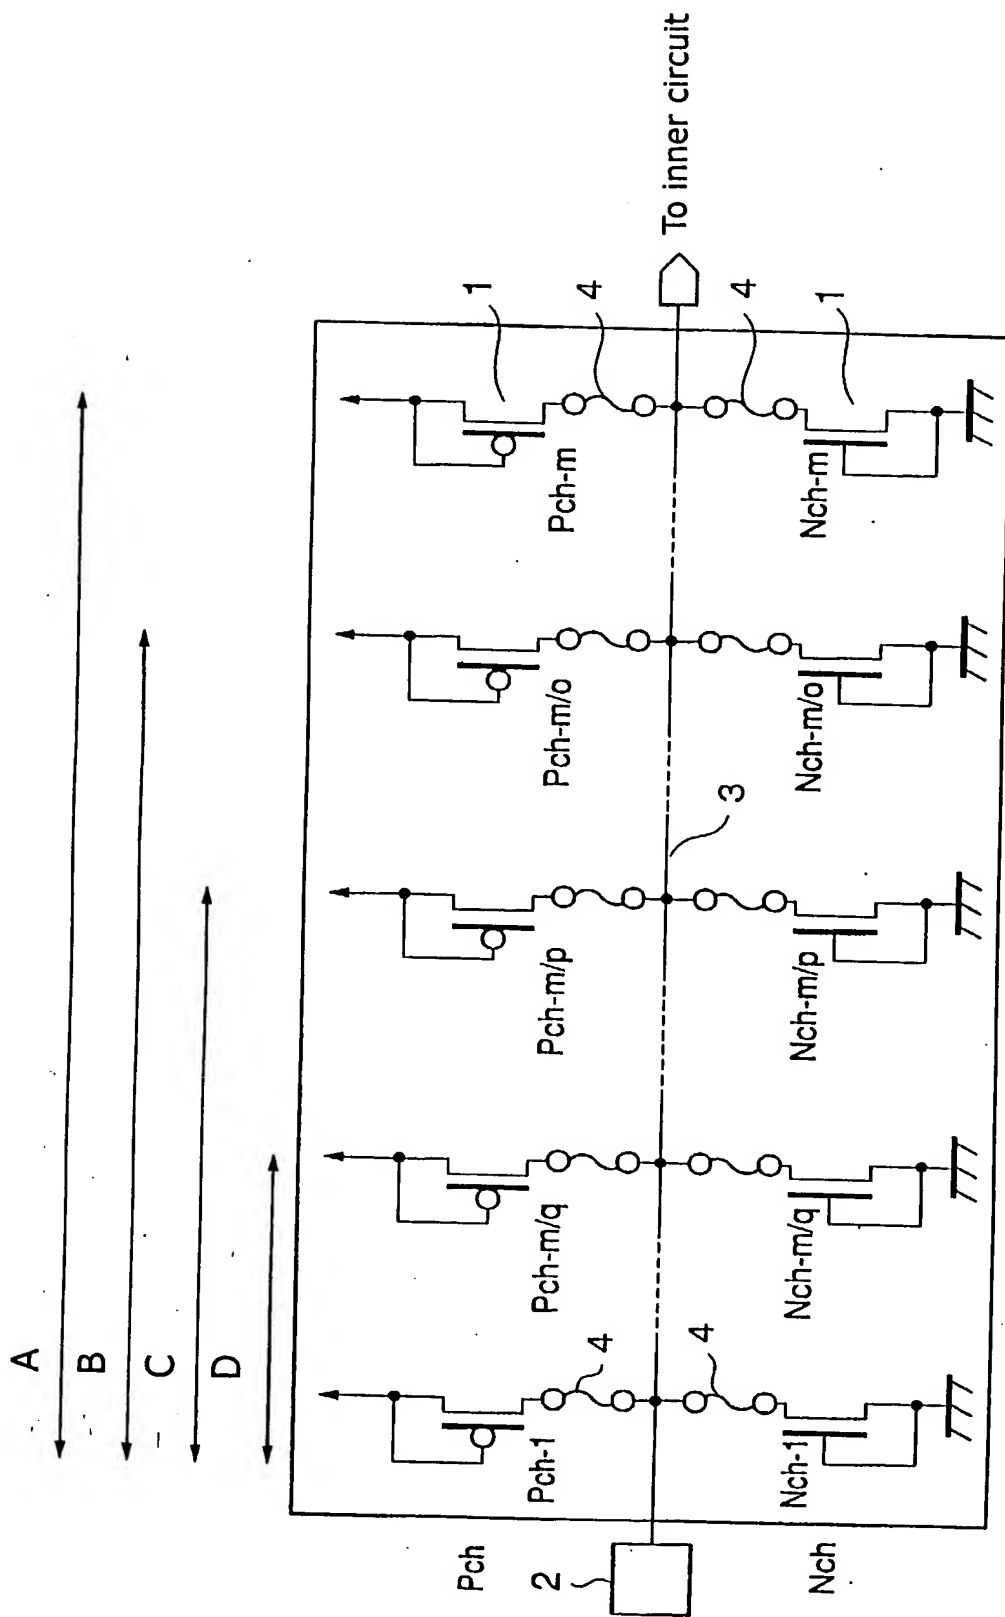 A
B
C
D
1
4
Pch-1
Pch-m/q
Pch-m/p
Pch-m/o
Pch-m
4
Pch
2
3
To inner circuit
4
4
Nch
Nch-1
Nch-m/q
Nch-m/p
Nch-m/o
Nch-m
1